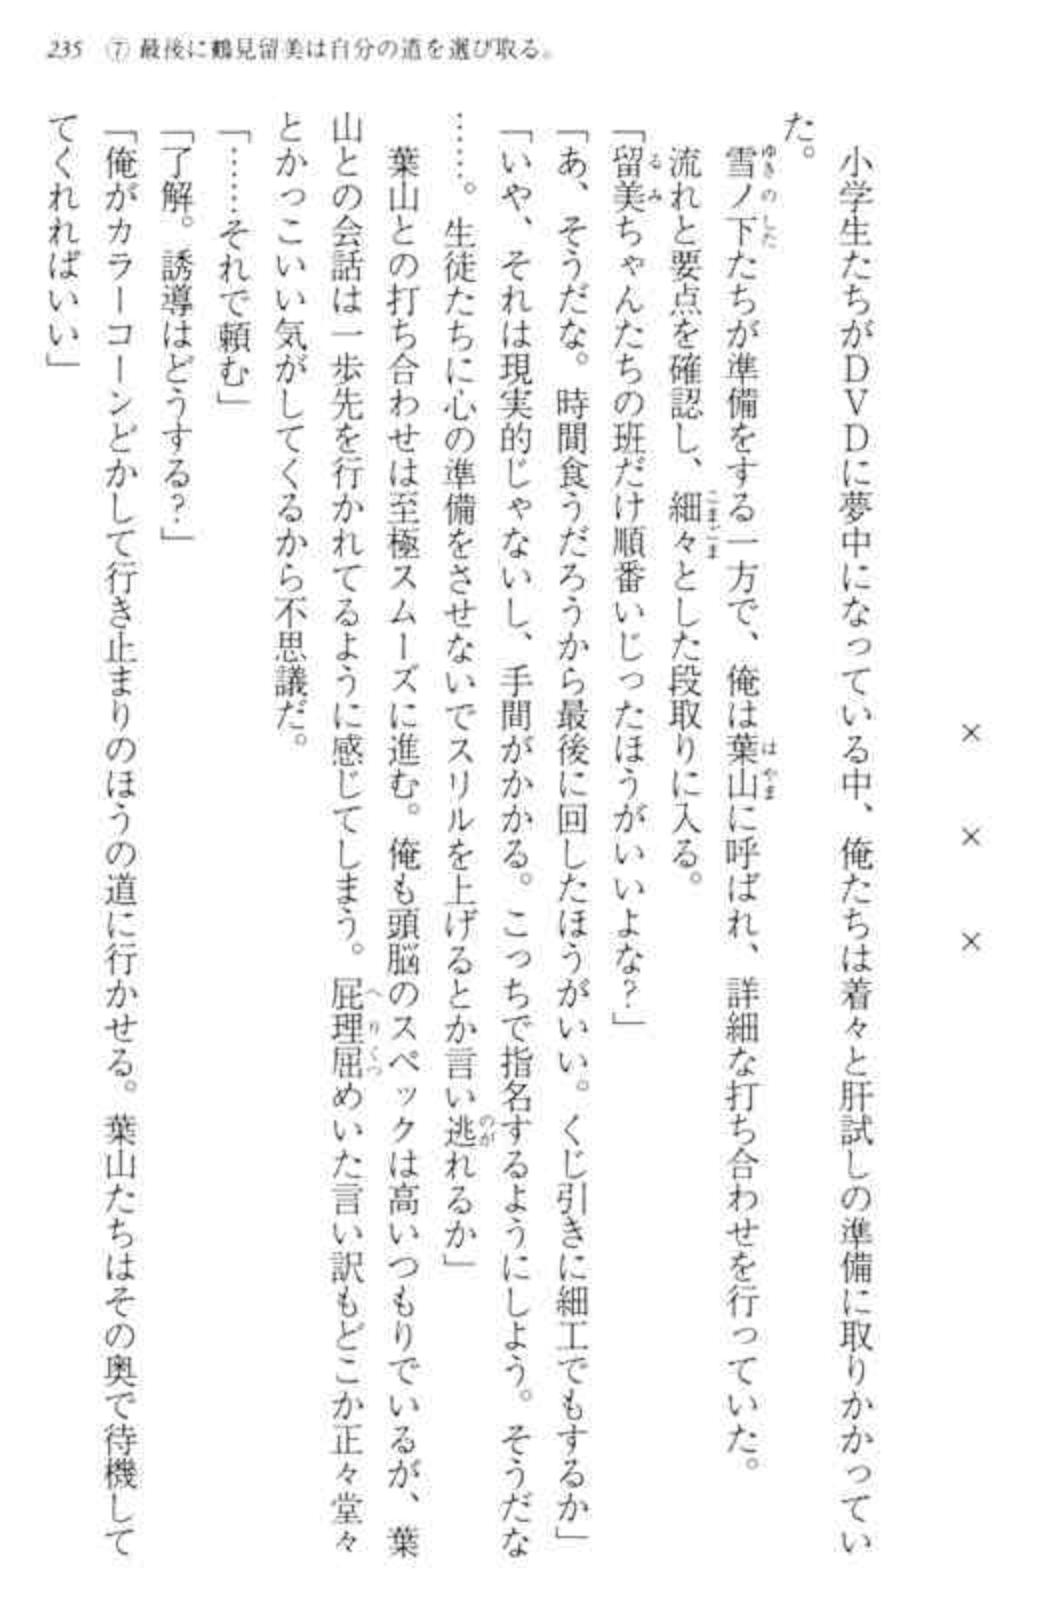 235 ⑦ 最後に鶴見留美は自分の道を選び取る。
× × ×
小学生たちがDVDに夢中になっている中、俺たちは着々と肝試しの準備に取りかかってい
た。
雪ノ下たちが準備をする一方で、俺は葉山に呼ばれ、詳細な打ち合わせを行っていた。
流れと要点を確認し、細々とした段取りに入る。
「留美ちゃんたちの班だけ順番いじったほうがいいよな?」
「あ、そうだな。時間食うだろうから最後に回したほうがいい。くじ引きに細工でもするか」
「いや、それは現実的じゃないし、手間がかかる。こっちで指名するようにしよう。そうだな
……。生徒たちに心の準備をさせないでスリルを上げるとか言い逃れるか」
葉山との打ち合わせは至極スムーズに進む。俺も頭脳のスペックは高いつもりでいるが、葉
山との会話は一歩先を行かれてるように感じてしまう。屁理屈めいた言い訳もどこか正々堂々
とかっこいい気がしてくるから不思議だ。
「……それで頼む」
「了解。誘導はどうする?」
「俺がカラーコーンどかして行き止まりのほうの道に行かせる。葉山たちはその奥で待機して
てくれればいい」